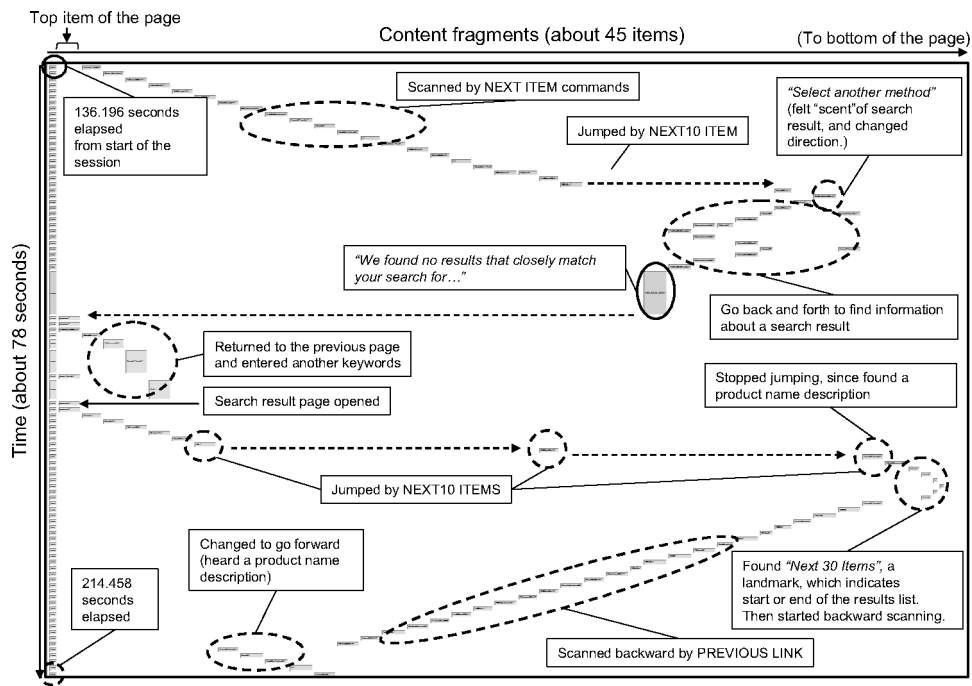 Top item of the page
Content fragments (about 45 items)
(To bottom of the page)
136.196 seconds
elapsed
from start of the
session
Scanned by NEXT ITEM commands
Jumped by NEXT10 ITEM
“Select another method”
(felt “scent”of search
result, and changed
direction.)
“We found no results that closely match
your search for…”
Go back and forth to find information
about a search result
Time (about 78 seconds)
Returned to the previous page
and entered another keywords
Search result page opened
Stopped jumping, since found a
product name description
Jumped by NEXT10 ITEMS
Changed to go forward
(heard a product name
description)
214.458
seconds
elapsed
Found “Next 30 Items”, a
landmark, which indicates
start or end of the results list.
Then started backward scanning.
Scanned backward by PREVIOUS LINK